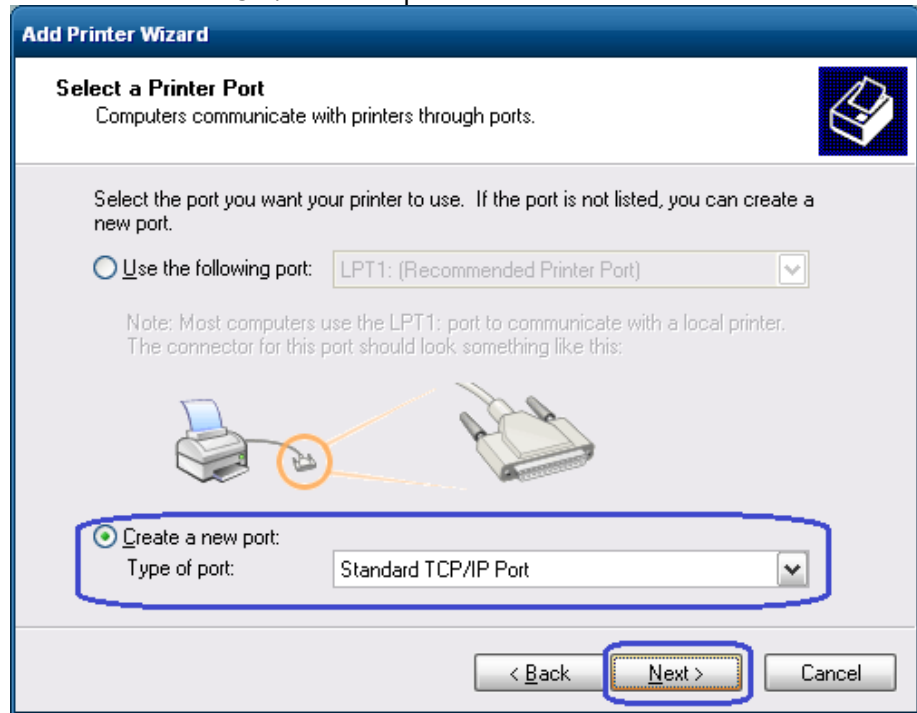 Add Printer Wizard
Select a Printer Port
Computers communicate with printers through ports.
Select the port you want your printer to use.  If the port is not listed, you can create a
new port.
Use the following port:
LPT1: (Recommended Printer Port)
Note: Most computers use the LPT1: port to communicate with a local printer.
The connector for this port should look something like this:
Create a new port:
Type of port:
Standard TCP/IP Port
< Back
Next >
Cancel